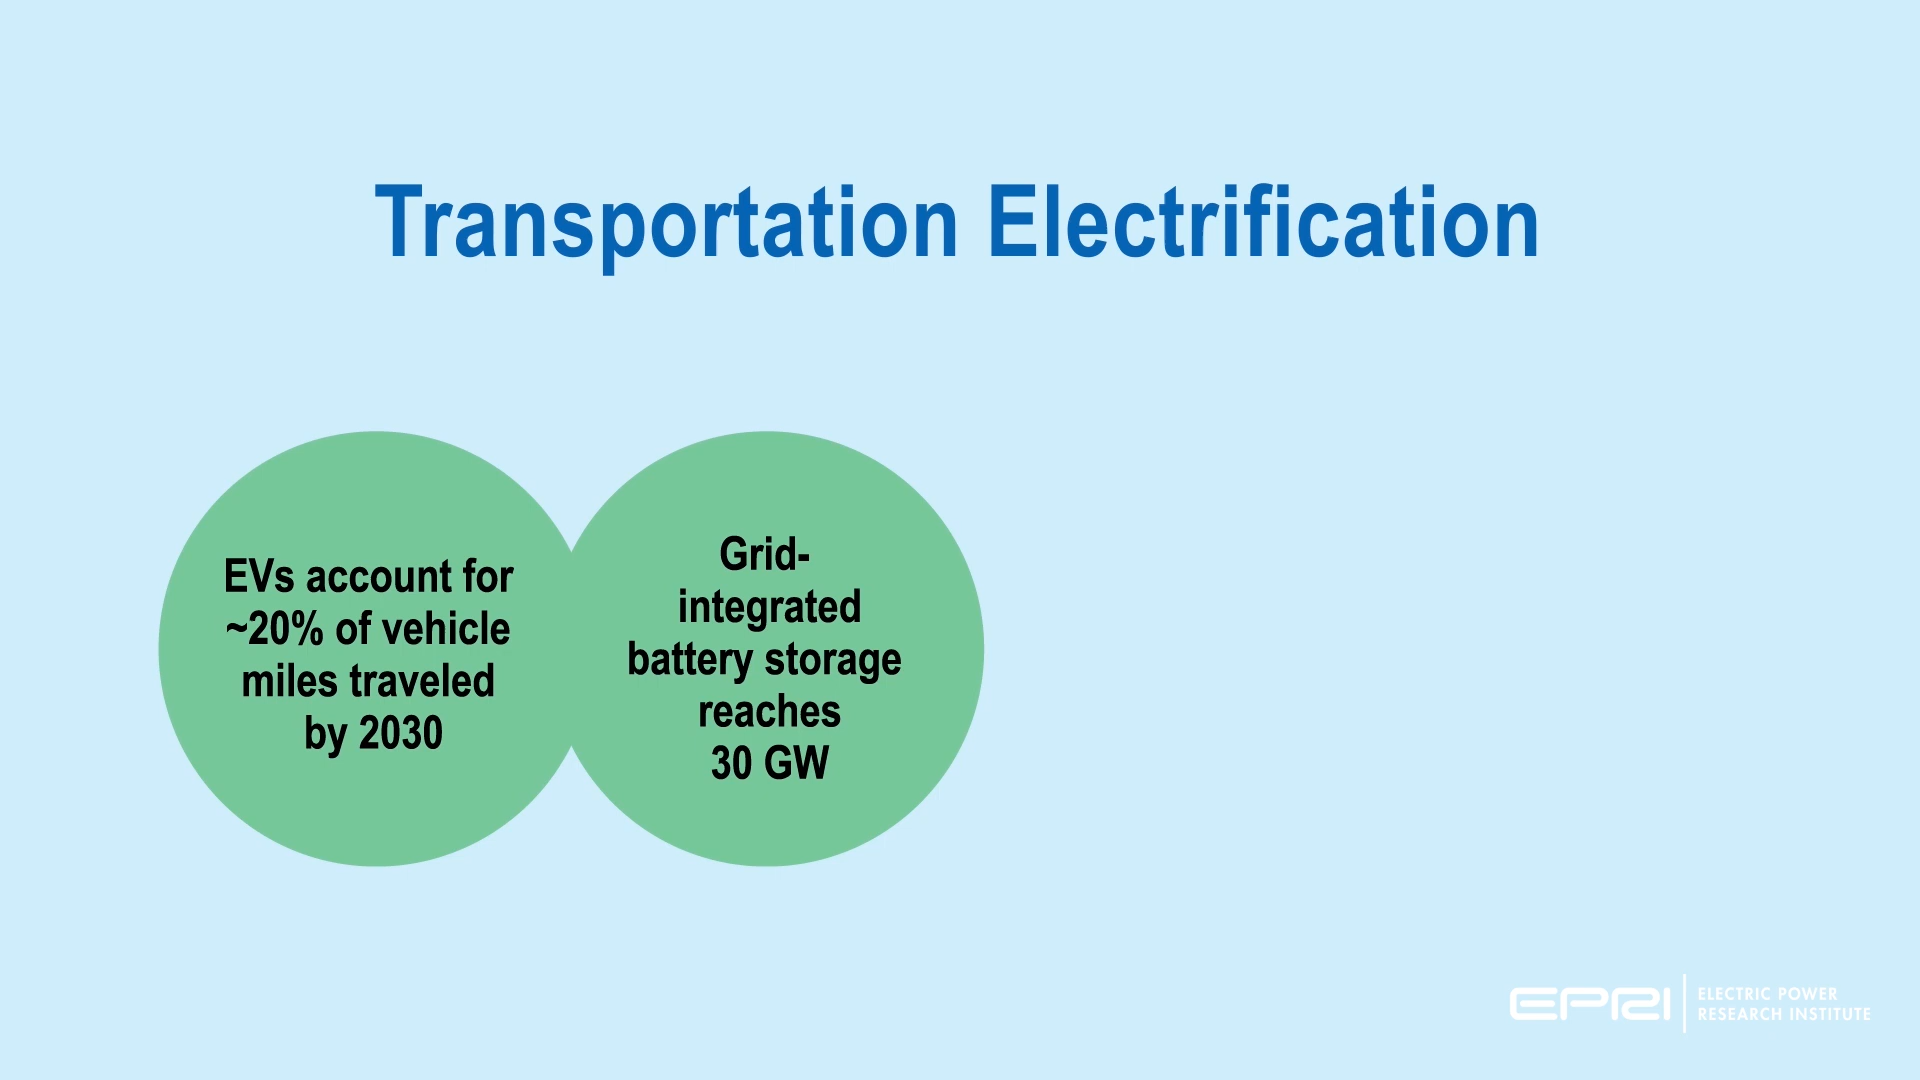 Transportation Electrification
EVs account for
~20% of vehicle
miles traveled
by 2030
Grid-
integrated
battery storage
reaches
30 GW
EPRI
ELECTRIC POWER
RESEARCH INSTITUTE